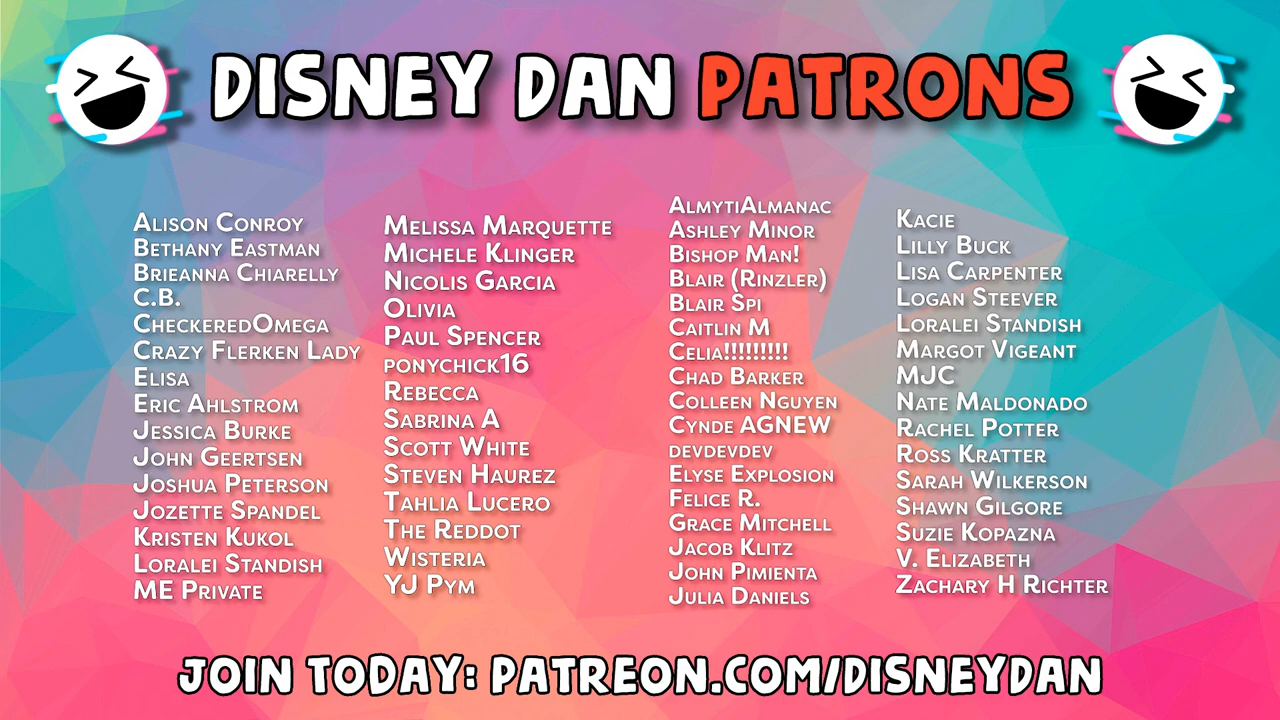 DISNEY DAN PATRONS
Alison Conroy
Bethany Eastman
Brieanna Chiarelly
C.B.
CheckeredOmega
Crazy Flerken Lady
Elisa
Eric Ahlstrom
Jessica Burke
John Geertsen
Joshua Peterson
Jozette Spandel
Kristen Kukol
Loralei Standish
ME Private
Melissa Marquette
Michele Klinger
Nicolis Garcia
Olivia
Paul Spencer
ponychick16
Rebecca
Sabrina A
Scott White
Steven Haurez
Tahlia Lucero
The Reddot
Wisteria
YJ Pym
AlmytiAlmanac
Ashley Minor
Bishop Man!
Blair (Rinzler)
Blair Spi
Caitlin M
Celia!!!!!!!!!
Chad Barker
Colleen Nguyen
Cynde AGNEW
devdevdev
Elyse Explosion
Felice R.
Grace Mitchell
Jacob Klitz
John Pimienta
Julia Daniels
Kacie
Lilly Buck
Lisa Carpenter
Logan Steever
Loralei Standish
Margot Vigeant
MJC
Nate Maldonado
Rachel Potter
Ross Kratter
Sarah Wilkerson
Shawn Gilgore
Suzie Kopazna
V. Elizabeth
Zachary H Richter
JOIN TODAY: PATREON.COM/DISNEYDAN